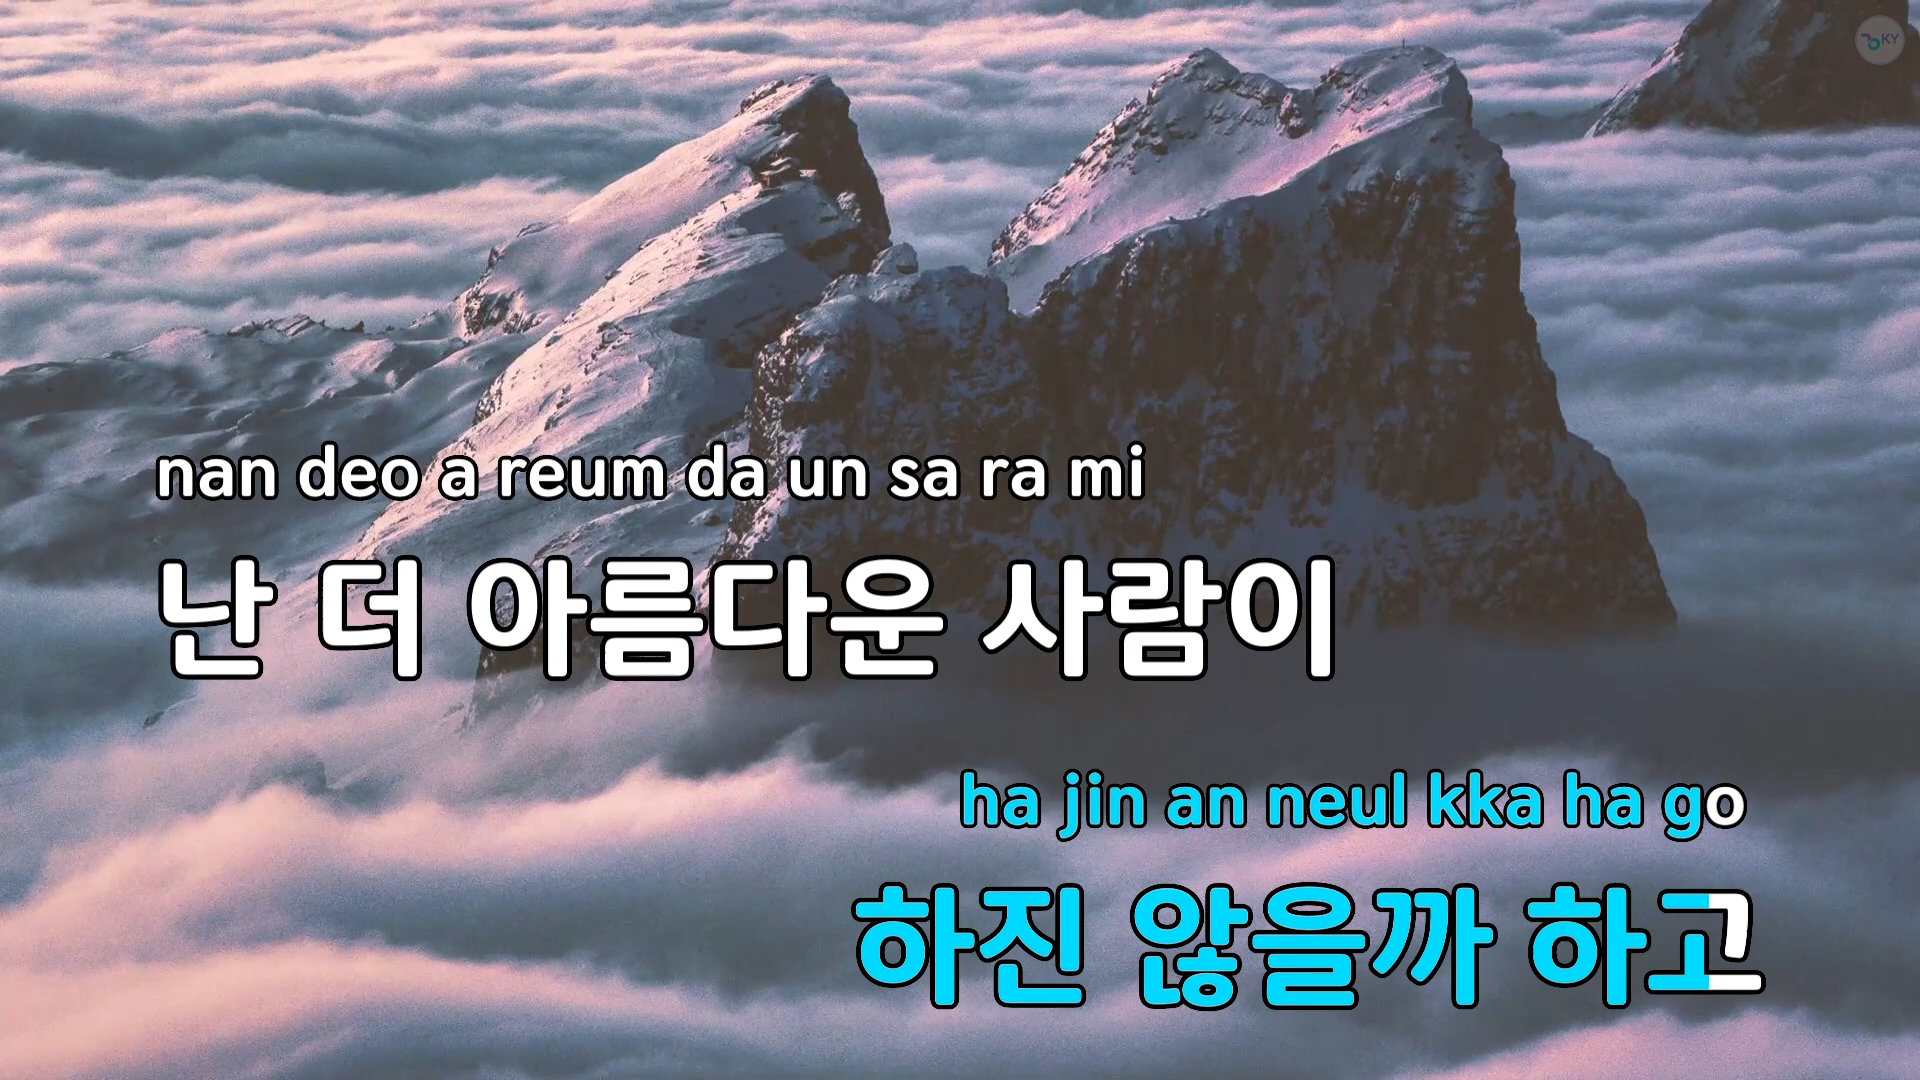 KY
nan deo a reum da un sa ra mi
난 더 아름다운 사람이
ha jin an neul kka ha go
하진 않을까 하고